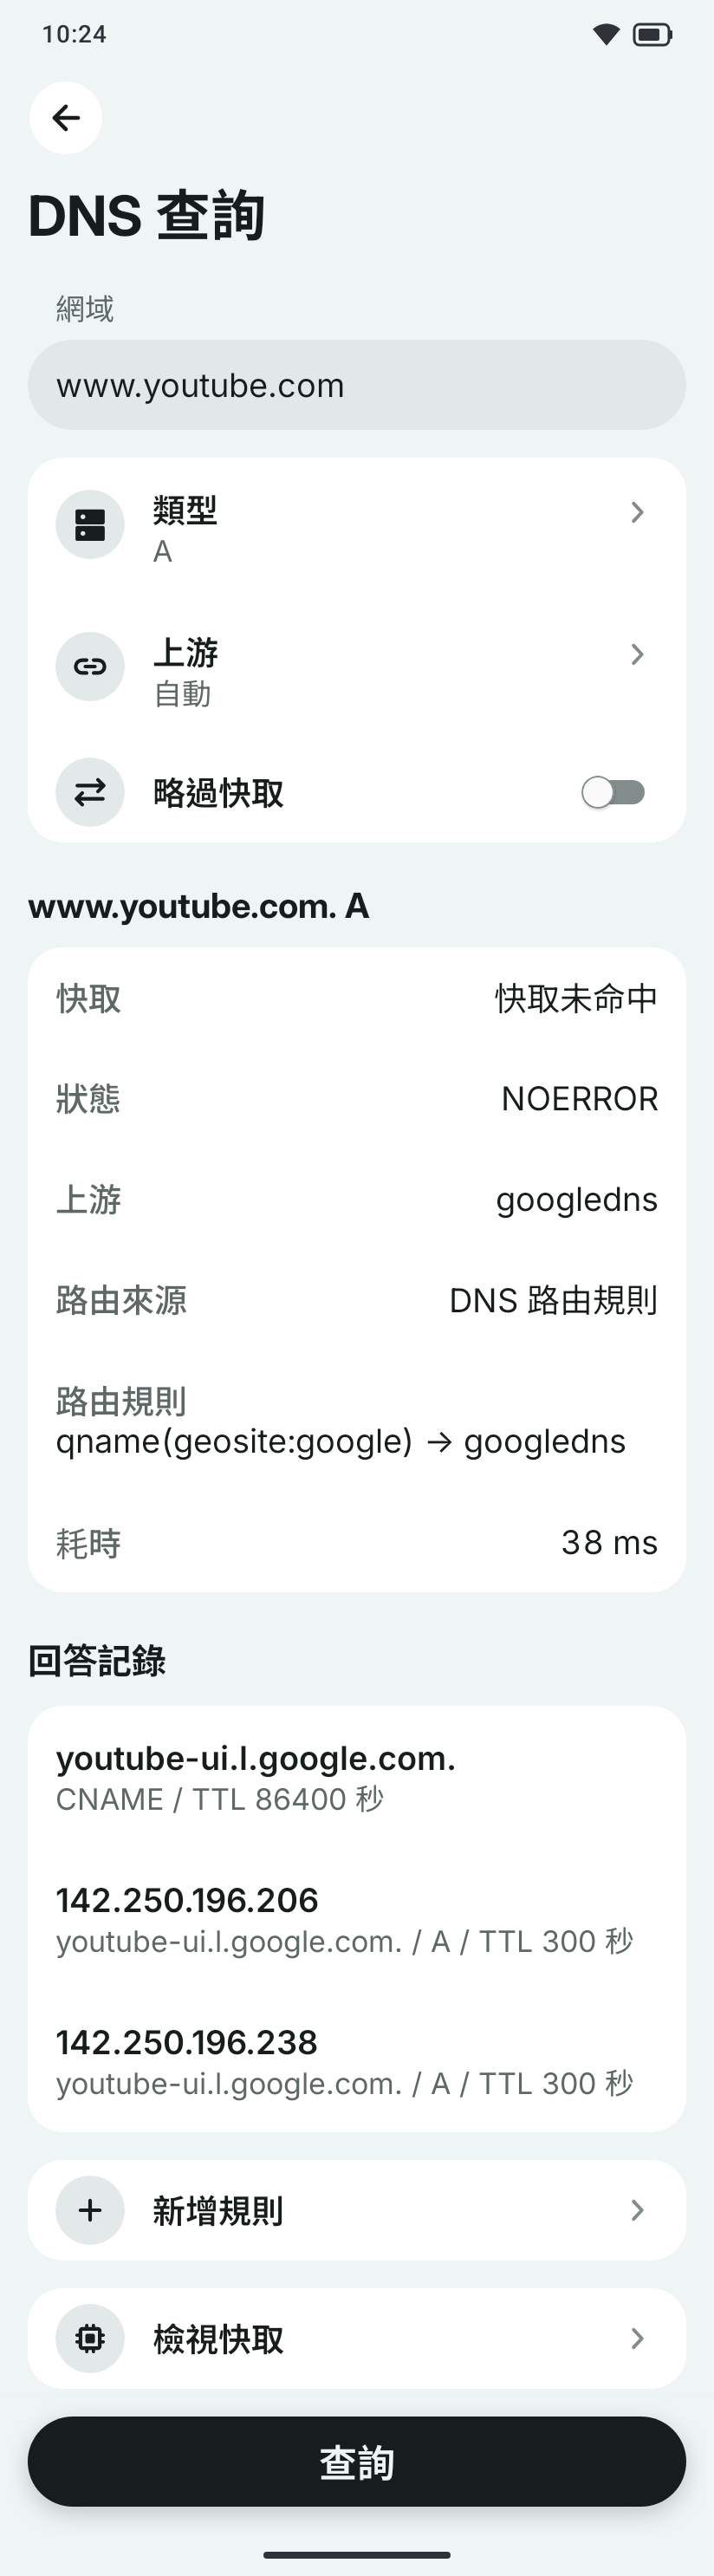 10:24
DNS 查詢
網域
www.youtube.com
類型
A
上游
自動
略過快取
www.youtube.com. A
快取 快取未命中
狀態 NOERROR
上游 googledns
路由來源 DNS 路由規則
路由規則
qname(geosite:google) → googledns
耗時 38 ms
回答記錄
youtube-ui.l.google.com.
CNAME / TTL 86400 秒
142.250.196.206
youtube-ui.l.google.com. / A / TTL 300 秒
142.250.196.238
youtube-ui.l.google.com. / A / TTL 300 秒
新增規則
檢視快取
查詢